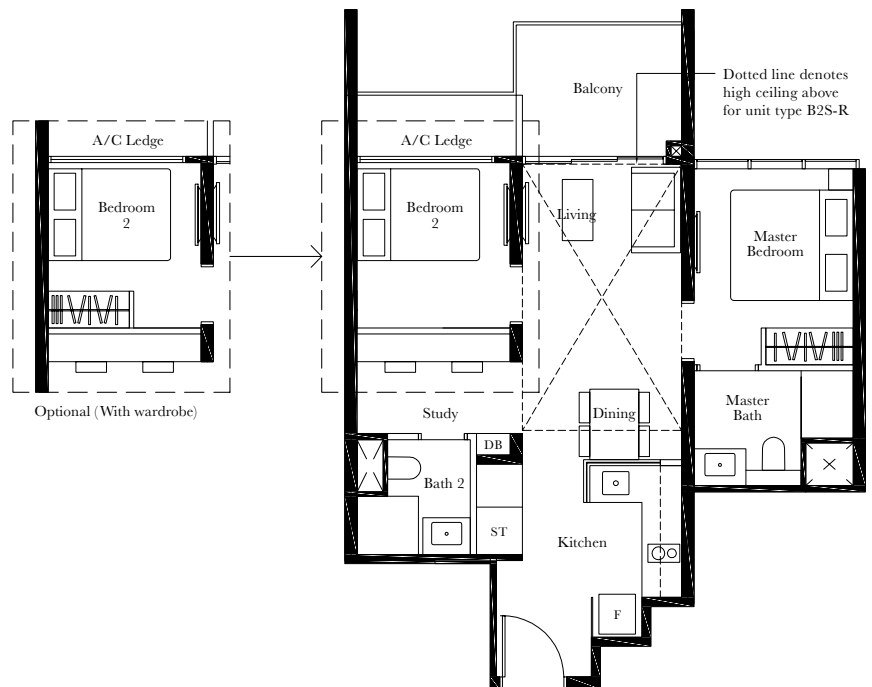 Balcony
Dotted line denotes
high ceiling above
for unit type B2S-R
A/C Ledge
A/C Ledge
Bedroom
2
Bedroom
2
Living
Master
Bedroom
Optional (With wardrobe)
Study
Dining
Master
Bath
DB
Bath 2
ST
Kitchen
F